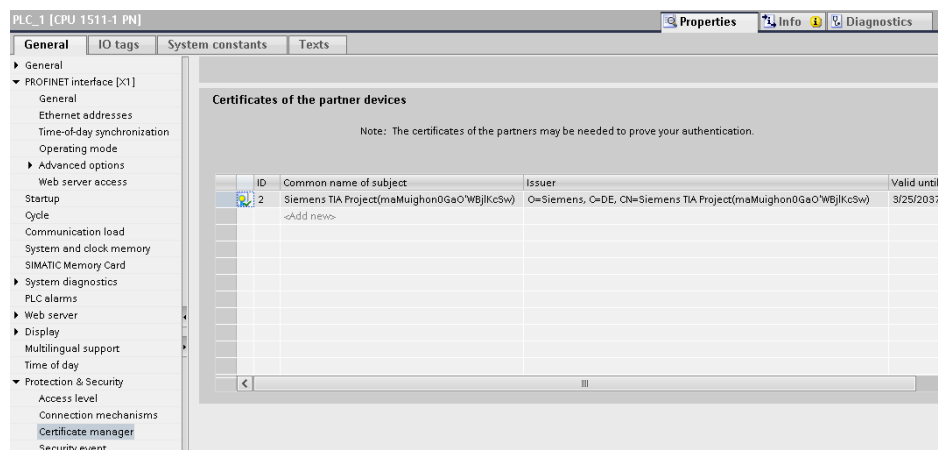 PLC_1 [CPU 1511-1 PN]
Properties Info Diagnostics
General IO tags System constants Texts
General
PROFINET interface [X1]
General
Ethernet addresses
Time-of-day synchronization
Operating mode
Advanced options
Web server access
Startup
Cycle
Communication load
System and clock memory
SIMATIC Memory Card
System diagnostics
PLC alarms
Web server
Display
Multilingual support
Time of day
Protection & Security
Access level
Connection mechanisms
Certificate manager
Security event
Certificates of the partner devices
Note: The certificates of the partners may be needed to prove your authentication.
ID Common name of subject Issuer Valid until
2 Siemens TIA Project(maMuighon0GaO'WBjlKcSw) O=Siemens, C=DE, CN=Siemens TIA Project(maMuighon0GaO'WBjlKcSw) 3/25/2037
<Add new>